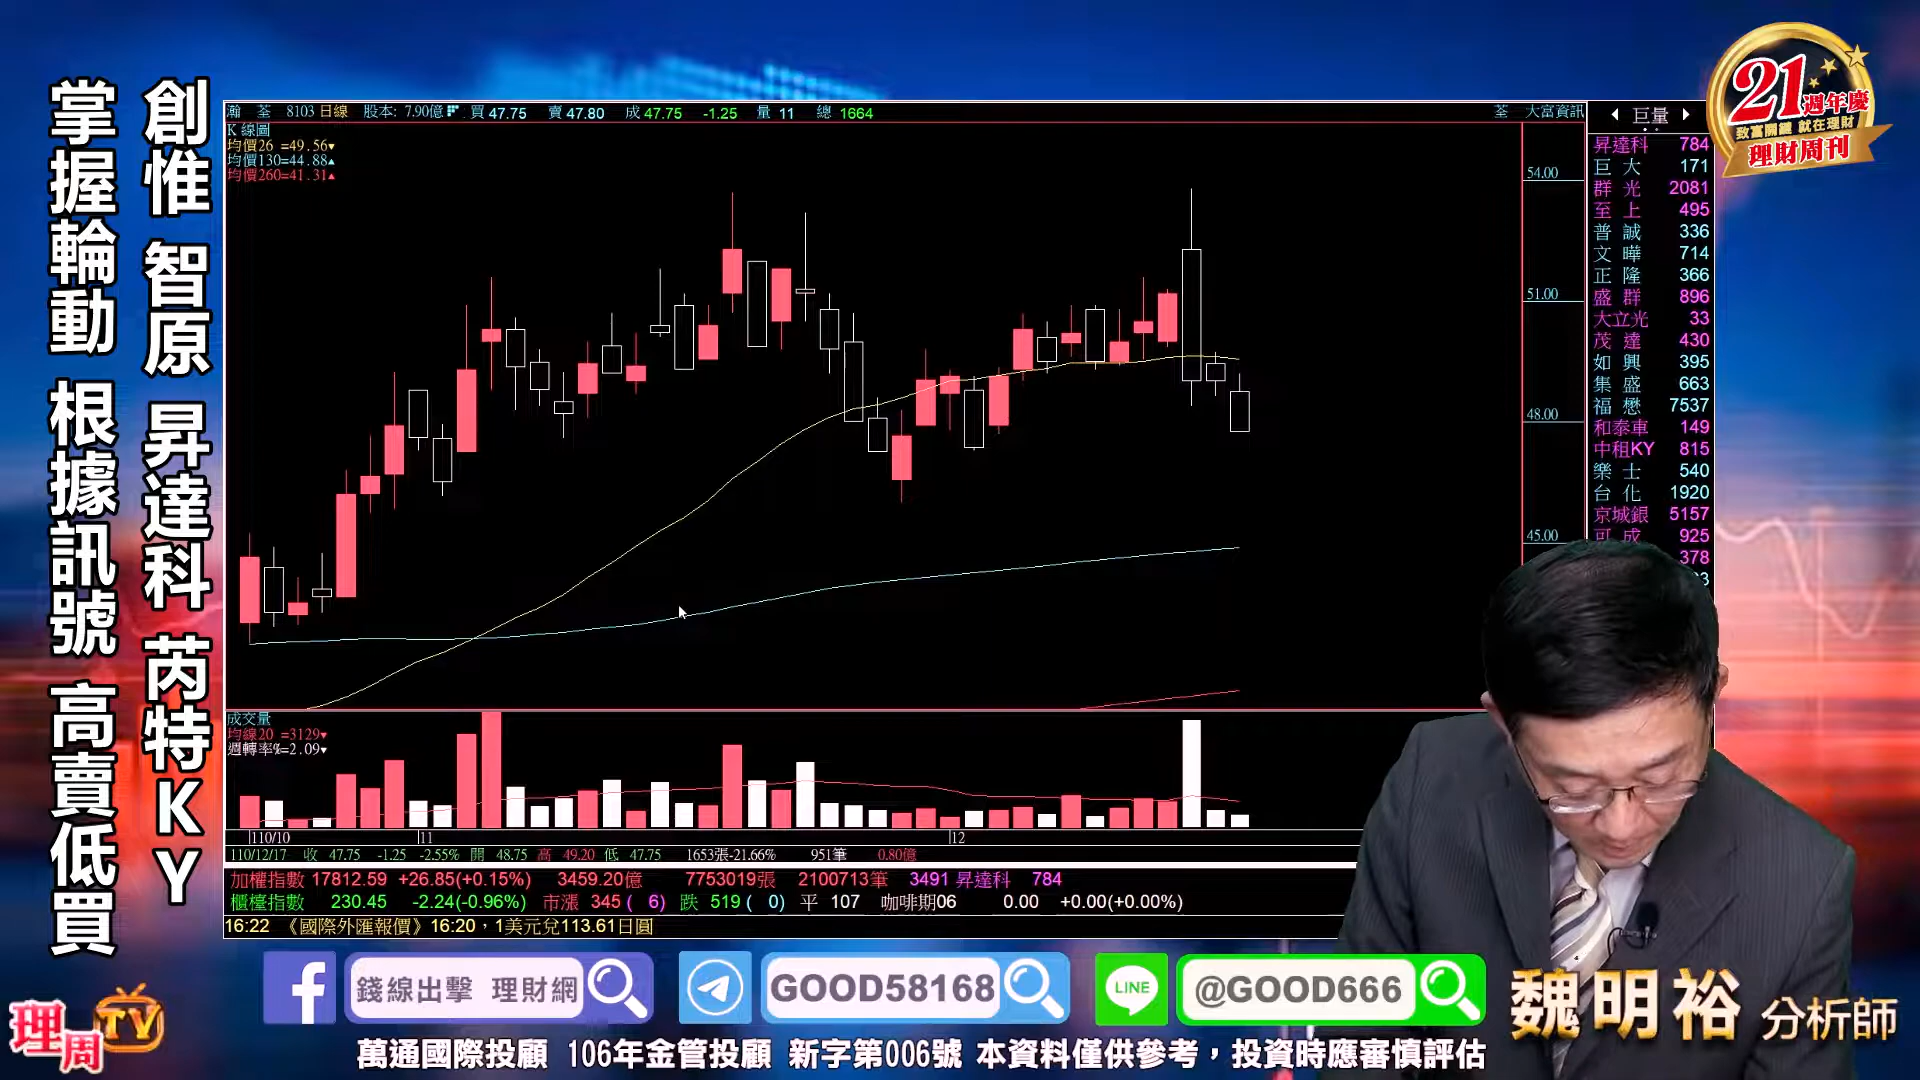 創惟 智原 昇達科 芮特KY
掌握輪動 根據訊號 高賣低買
瀚 荃 8103 日線 股本: 7.90億 買 47.75 賣 47.80 成 47.75 -1.25 量 11 總 1664 荃 大富資訊
K 線圖
均價26 =49.56▾
均價130=44.88▴
均價260=41.31▴
54.00
51.00
48.00
45.00
成交量
均線20 =3129▾
週轉率%=2.09▾
110/10 11 12
110/12/17 收 47.75 -1.25 -2.55% 開 48.75 高 49.20 低 47.75 1653張-21.66% 951筆 0.80億
加權指數 17812.59 +26.85(+0.15%) 3459.20億 7753019張 2100713筆 3491 昇達科 784
櫃檯指數 230.45 -2.24(-0.96%) 市漲 345 ( 6) 跌 519 ( 0) 平 107 咖啡期06 0.00 +0.00(+0.00%)
16:22 《國際外匯報價》16:20，1美元兌113.61日圓
巨量
昇達科 784
巨 大 171
群 光 2081
至 上 495
普 誠 336
文 曄 714
正 隆 366
盛 群 896
大立光 33
茂 達 430
如 興 395
集 盛 663
福 懋 7537
和泰車 149
中租KY 815
樂 士 540
台 化 1920
京城銀 5157
可 成 925
378
21週年慶
致富關鍵 就在理財
理財周刊
錢線出擊 理財網
GOOD58168
LINE
@GOOD666
魏明裕 分析師
理周TV
萬通國際投顧 106年金管投顧 新字第006號 本資料僅供參考，投資時應審慎評估